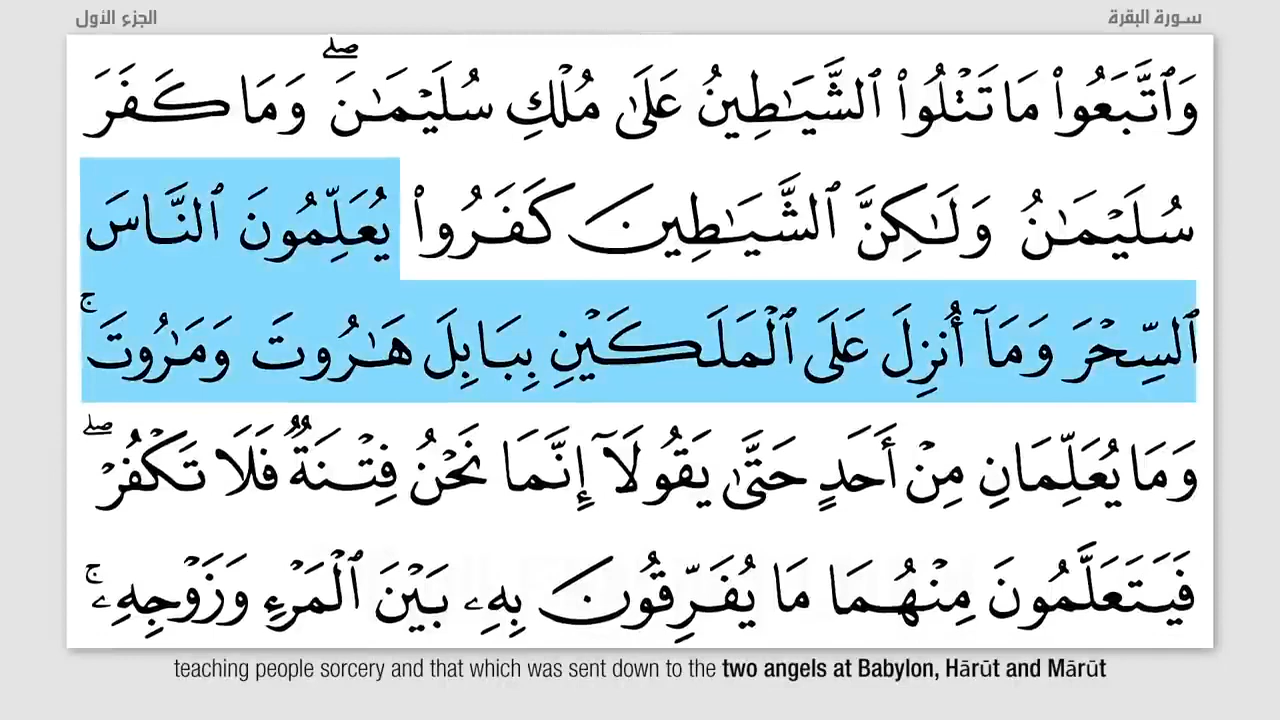 سورة البقرة
الجزء الأول
وَٱتَّبَعُوا۟ مَا تَتْلُوا۟ ٱلشَّيَـٰطِينُ عَلَىٰ مُلْكِ سُلَيْمَـٰنَ ۖ وَمَا كَفَرَ
سُلَيْمَـٰنُ وَلَـٰكِنَّ ٱلشَّيَـٰطِينَ كَفَرُوا۟ يُعَلِّمُونَ ٱلنَّاسَ
ٱلسِّحْرَ وَمَآ أُنزِلَ عَلَى ٱلْمَلَكَيْنِ بِبَابِلَ هَـٰرُوتَ وَمَـٰرُوتَ ۚ
وَمَا يُعَلِّمَانِ مِنْ أَحَدٍ حَتَّىٰ يَقُولَآ إِنَّمَا نَحْنُ فِتْنَةٌ فَلَا تَكْفُرْ ۖ
فَيَتَعَلَّمُونَ مِنْهُمَا مَا يُفَرِّقُونَ بِهِۦ بَيْنَ ٱلْمَرْءِ وَزَوْجِهِۦ ۚ
teaching people sorcery and that which was sent down to the two angels at Babylon, Hārūt and Mārūt